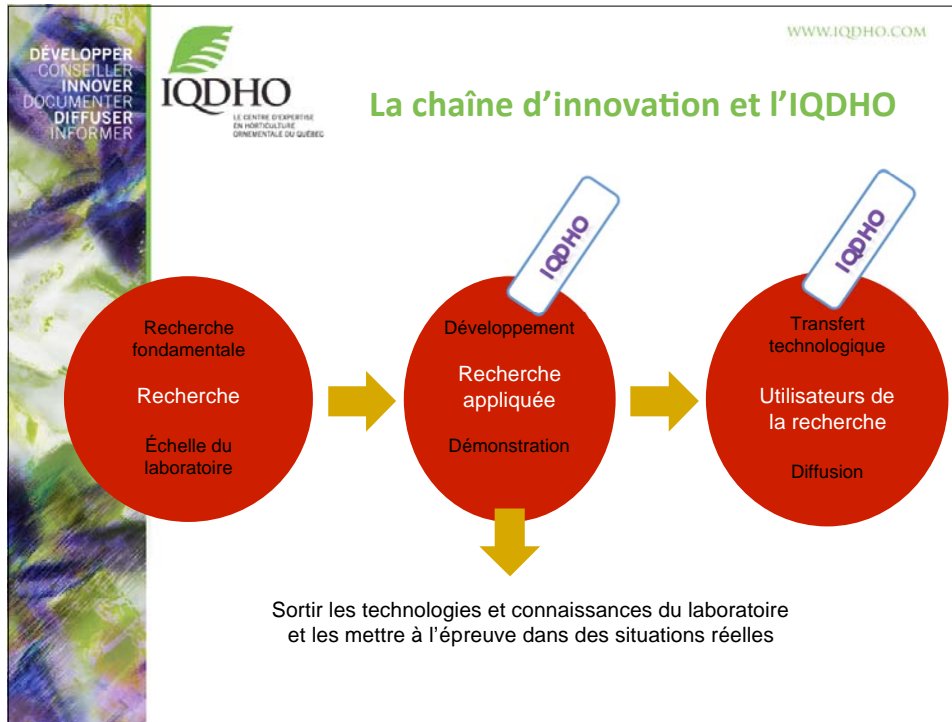 WWW.IQDHO.COM
DÉVELOPPER
CONSEILLER
INNOVER
DOCUMENTER
DIFFUSER
INFORMER
IQDHO
LE CENTRE D'EXPERTISE
EN HORTICULTURE
ORNEMENTALE DU QUÉBEC
La chaîne d'innovation et l'IQDHO
Recherche
fondamentale
Recherche
Échelle du
laboratoire
IQDHO
Développement
Recherche
appliquée
Démonstration
IQDHO
Transfert
technologique
Utilisateurs de
la recherche
Diffusion
Sortir les technologies et connaissances du laboratoire
et les mettre à l'épreuve dans des situations réelles